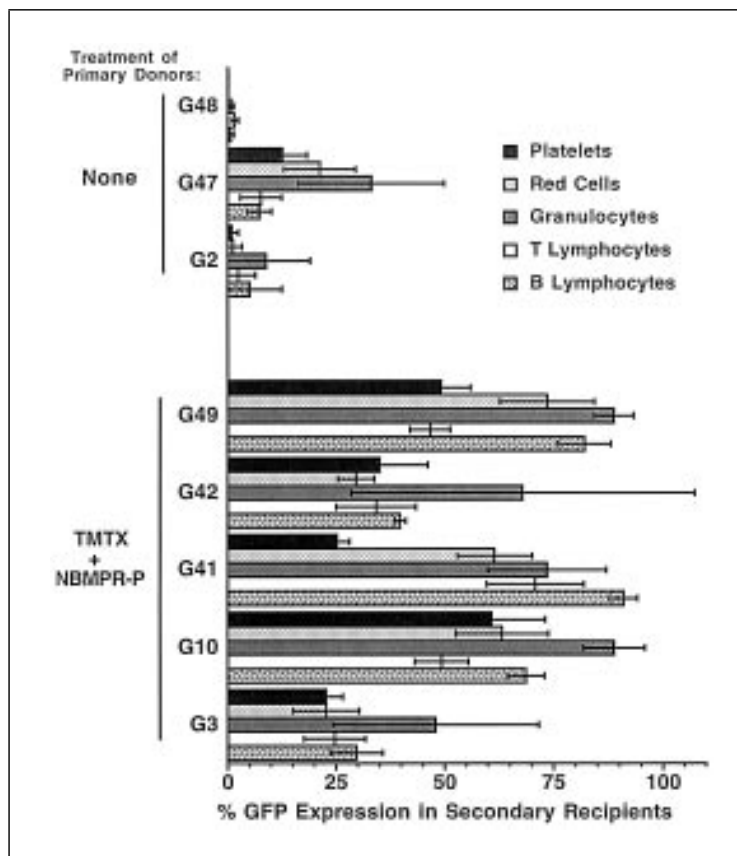 Treatment of
Primary Donors:
G48
None
G47
G2
Platelets
Red Cells
Granulocytes
T Lymphocytes
B Lymphocytes
G49
G42
TMTX
+
NBMPR-P
G41
G10
G3
0 25 50 75 100
% GFP Expression in Secondary Recipients